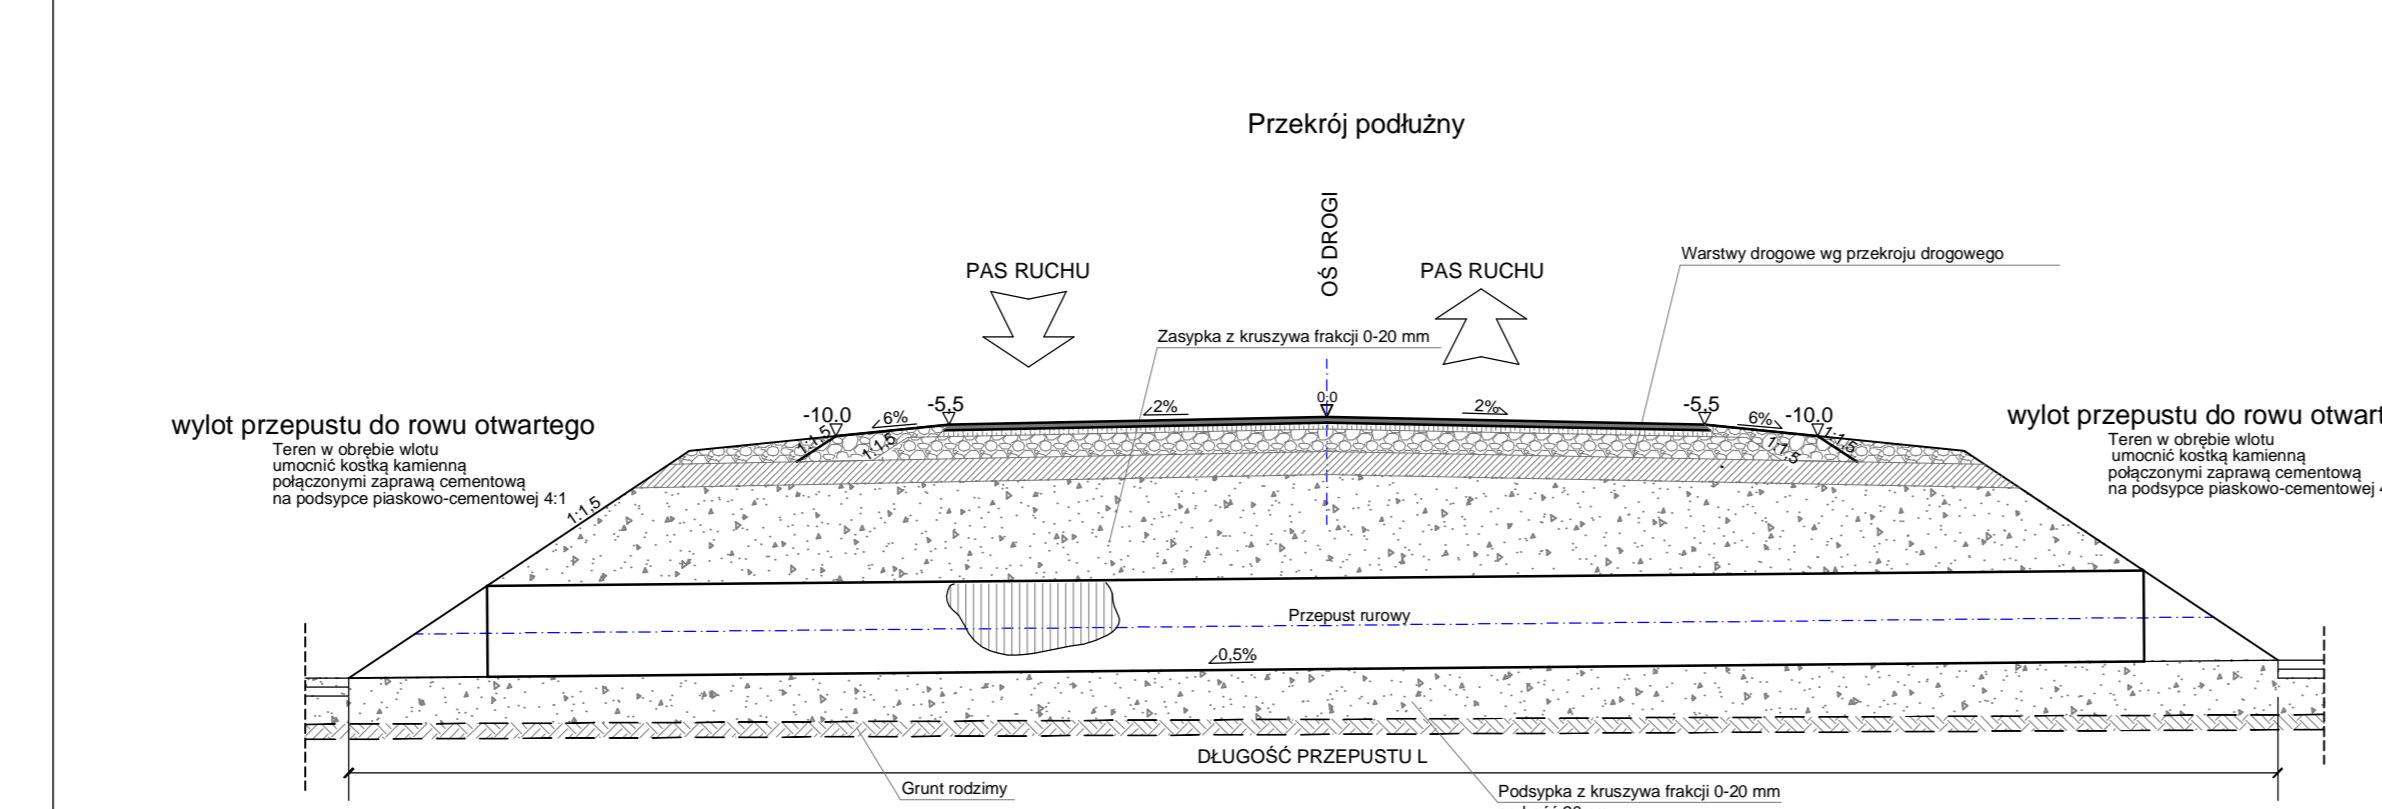 Przekrój podłużny
OŚ DROGI
PAS RUCHU
PAS RUCHU
Warstwy drogowe wg przekroju drogowego
Zasypka z kruszywa frakcji 0-20 mm
wylot przepustu do rowu otwartego
Teren w obrębie wlotu
umocnić kostką kamienną
połączonymi zaprawą cementową
na podsypce piaskowo-cementowej 4:1
-10,0
6%
-5,5
2%
0,0
2%
-5,5
6%
-10,0
1:1,5
1:1,5
1:1,5
1:1,5
1:1,5
wylot przepustu do rowu otwart
Teren w obrębie wlotu
umocnić kostką kamienną
połączonymi zaprawą cementową
na podsypce piaskowo-cementowej
Przepust rurowy
0,5%
DŁUGOŚĆ PRZEPUSTU L
Grunt rodzimy
Podsypka z kruszywa frakcji 0-20 mm